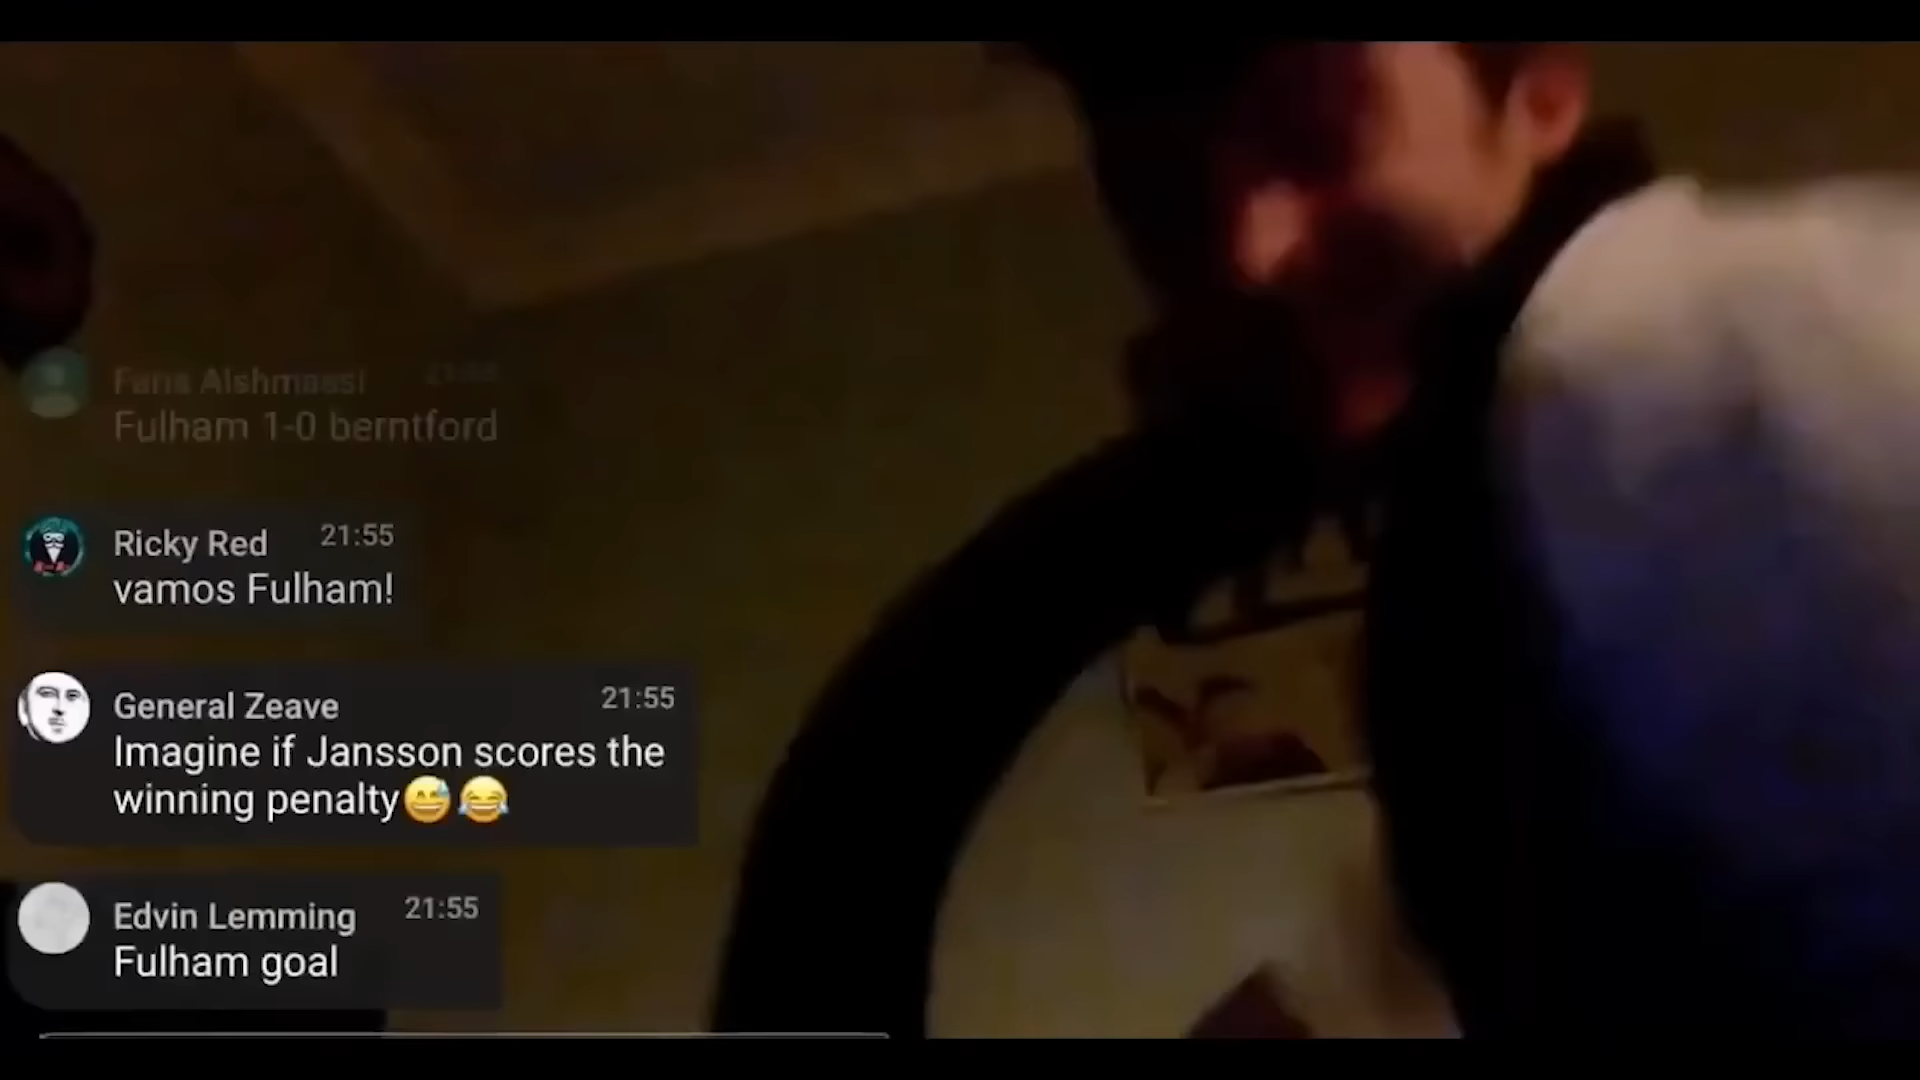 Fulham 1-0 berntford
Ricky Red 21:55
vamos Fulham!
General Zeave 21:55
Imagine if Jansson scores the
winning penalty😅😂
Edvin Lemming 21:55
Fulham goal